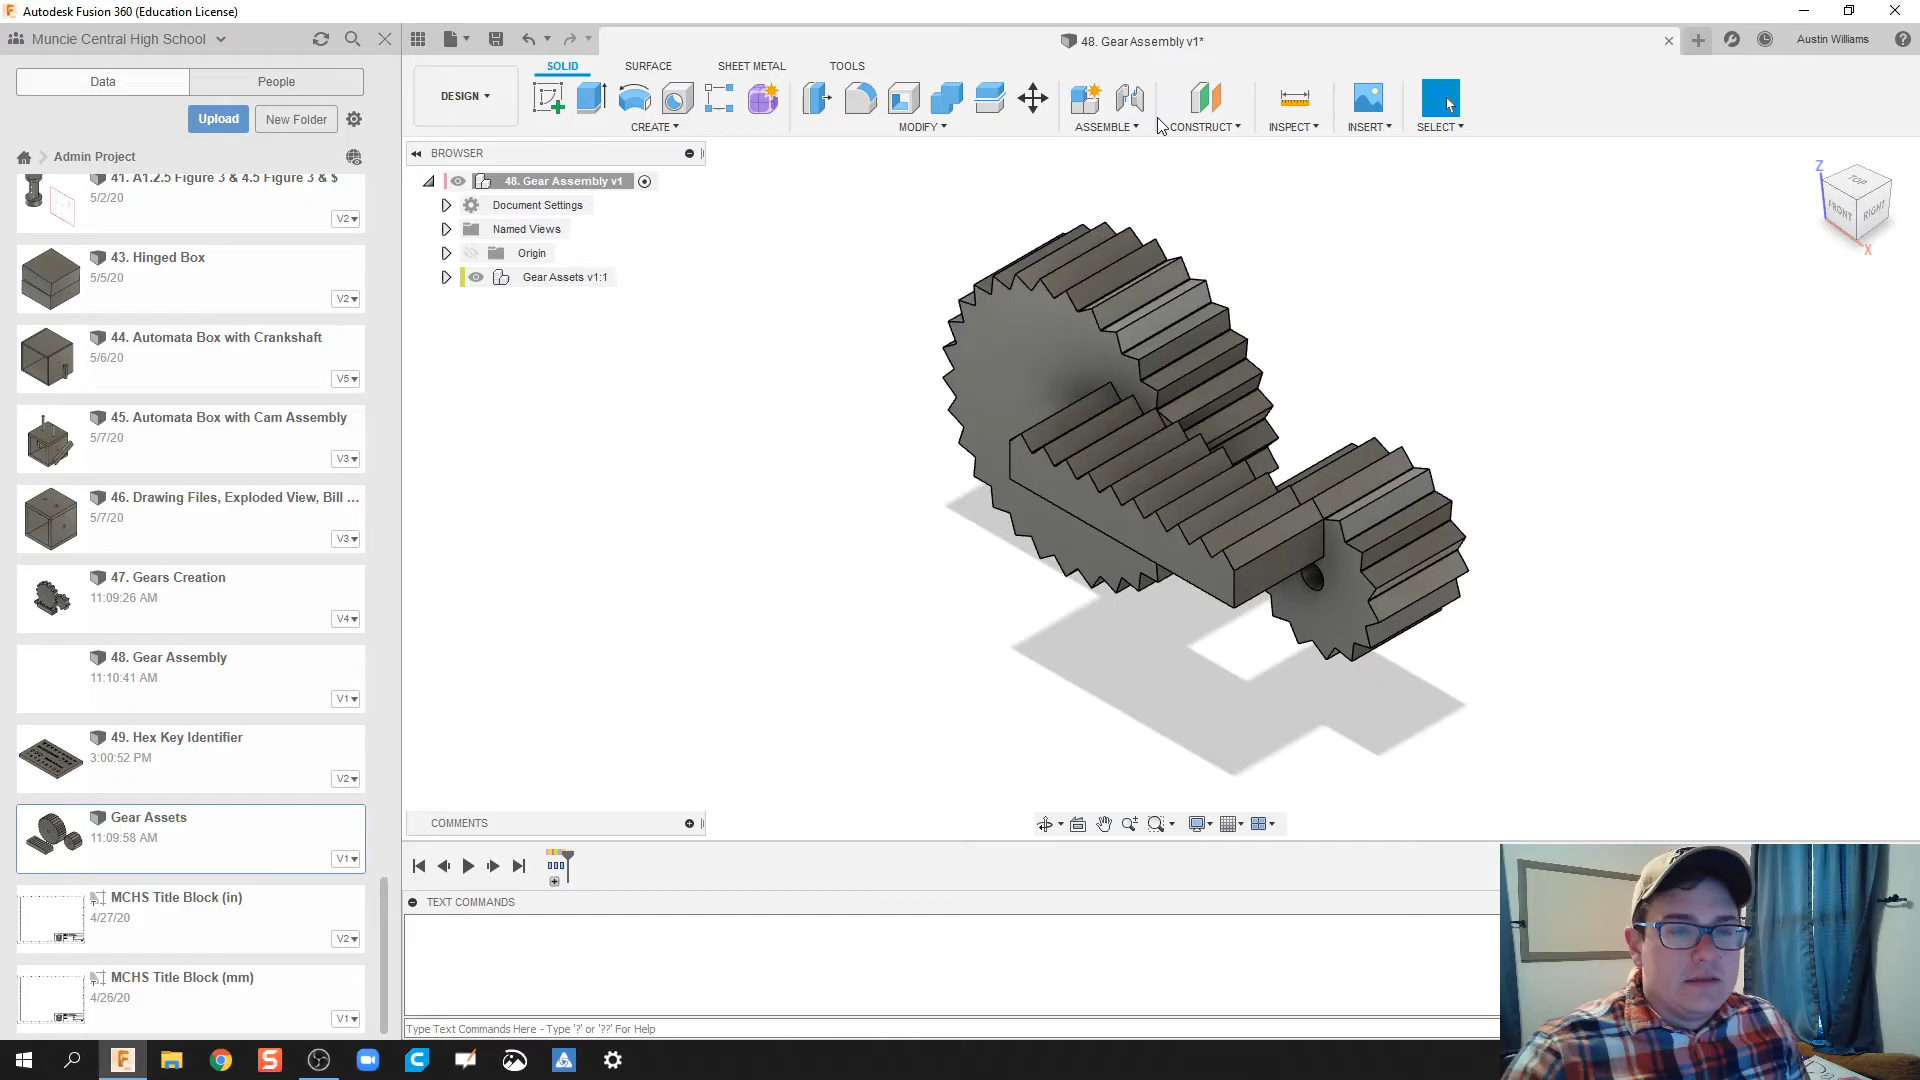 Autodesk Fusion 360 (Education License)
Muncie Central High School
48. Gear Assembly v1*
Austin Williams
Data
People
Upload
New Folder
Admin Project
41. A1.2.5 Figure 3 & 4.5 Figure 3 & $
5/2/20
V2
43. Hinged Box
5/5/20
V2
44. Automata Box with Crankshaft
5/6/20
V5
45. Automata Box with Cam Assembly
5/7/20
V3
46. Drawing Files, Exploded View, Bill ...
5/7/20
V3
47. Gears Creation
11:09:26 AM
V4
48. Gear Assembly
11:10:41 AM
V1
49. Hex Key Identifier
3:00:52 PM
V2
Gear Assets
11:09:58 AM
V1
MCHS Title Block (in)
4/27/20
V2
MCHS Title Block (mm)
4/26/20
V1
DESIGN
SOLID
SURFACE
SHEET METAL
TOOLS
CREATE
MODIFY
ASSEMBLE
CONSTRUCT
INSPECT
INSERT
SELECT
BROWSER
48. Gear Assembly v1
Document Settings
Named Views
Origin
Gear Assets v1:1
Z
TOP
FRONT
RIGHT
X
COMMENTS
TEXT COMMANDS
Type Text Commands Here - Type '?' or '??' For Help